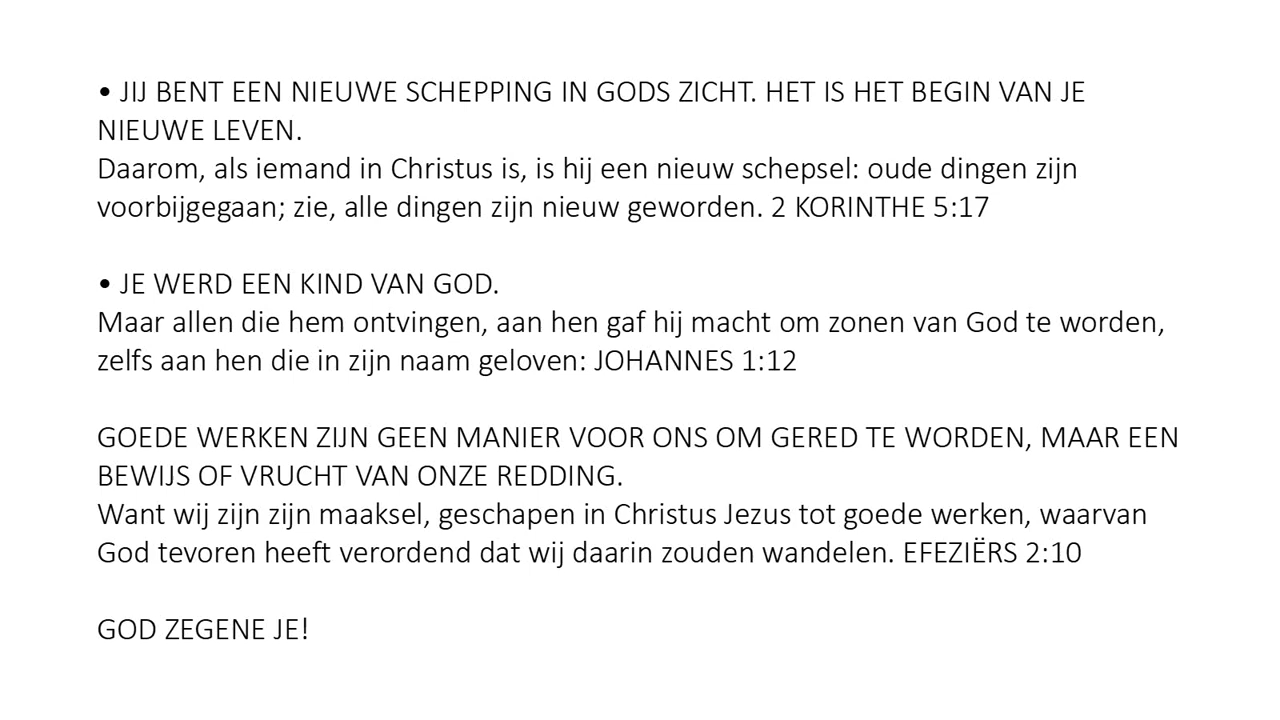 • JIJ BENT EEN NIEUWE SCHEPPING IN GODS ZICHT. HET IS HET BEGIN VAN JE
NIEUWE LEVEN.
Daarom, als iemand in Christus is, is hij een nieuw schepsel: oude dingen zijn
voorbijgegaan; zie, alle dingen zijn nieuw geworden. 2 KORINTHE 5:17
• JE WERD EEN KIND VAN GOD.
Maar allen die hem ontvingen, aan hen gaf hij macht om zonen van God te worden,
zelfs aan hen die in zijn naam geloven: JOHANNES 1:12
GOEDE WERKEN ZIJN GEEN MANIER VOOR ONS OM GERED TE WORDEN, MAAR EEN
BEWIJS OF VRUCHT VAN ONZE REDDING.
Want wij zijn zijn maaksel, geschapen in Christus Jezus tot goede werken, waarvan
God tevoren heeft verordend dat wij daarin zouden wandelen. EFEZIËRS 2:10
GOD ZEGENE JE!